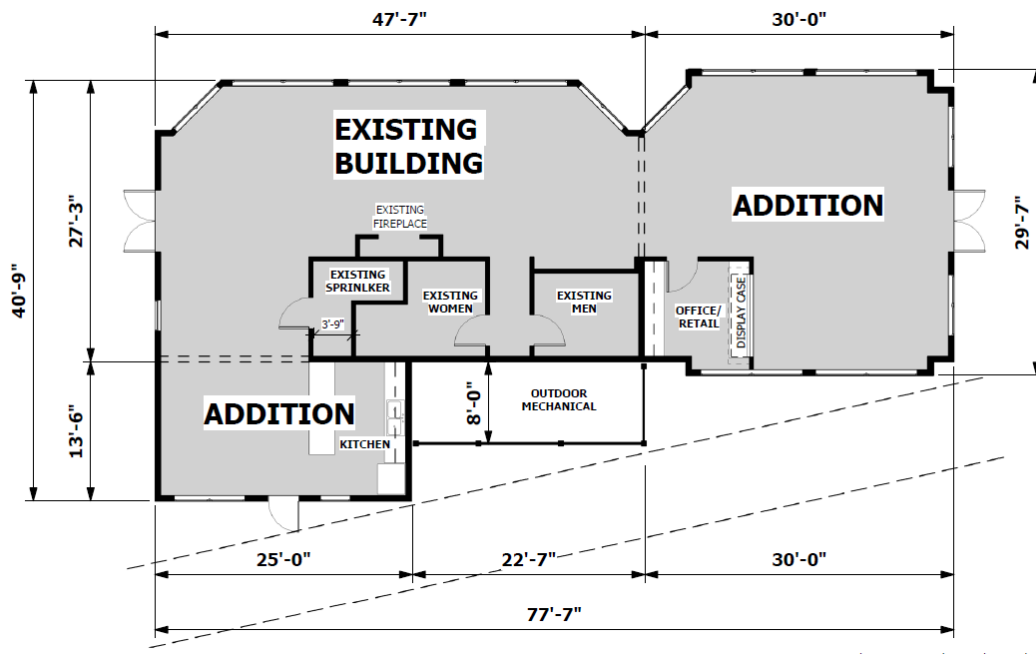 47'-7"
30'-0"
EXISTING
BUILDING
EXISTING
FIREPLACE
ADDITION
27'-3"
40'-9"
29'-7"
EXISTING
SPRINLKER
3'-9"
EXISTING
WOMEN
EXISTING
MEN
OFFICE/
RETAIL
DISPLAY CASE
13'-6"
ADDITION
KITCHEN
8'-0"
OUTDOOR
MECHANICAL
25'-0"
22'-7"
30'-0"
77'-7"